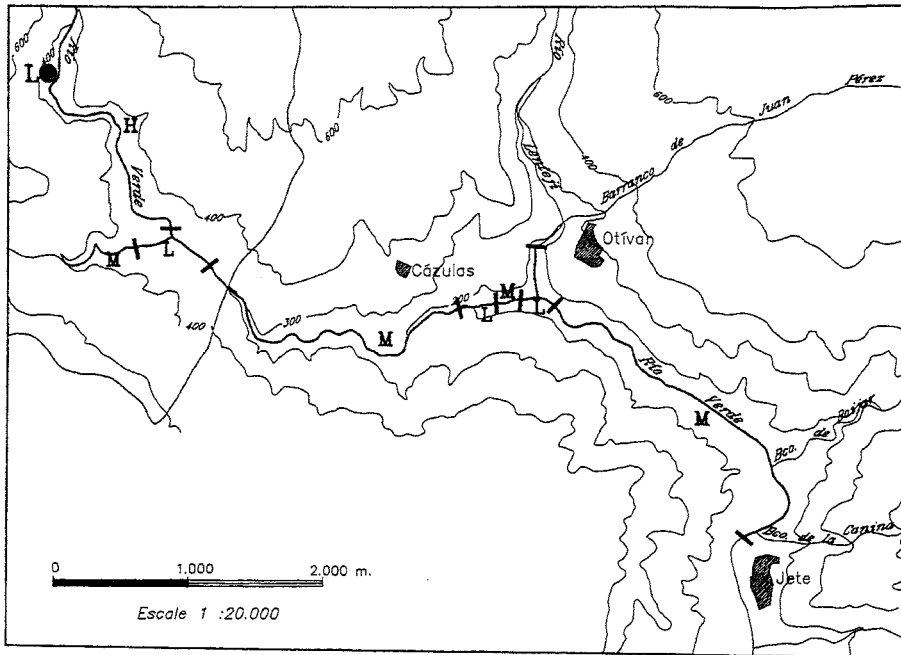 600
400
Río
L
H
Verde
M
L
400
400
600
300
Cázulas
M
200
L
M
L
Río
Lentejí
400
600
Barranco de Juan Pérez
Otívar
Río Verde
M
Bco. de
Bco. de la Canina
Jete
0 1.000 2.000 m.
Escale 1 :20.000